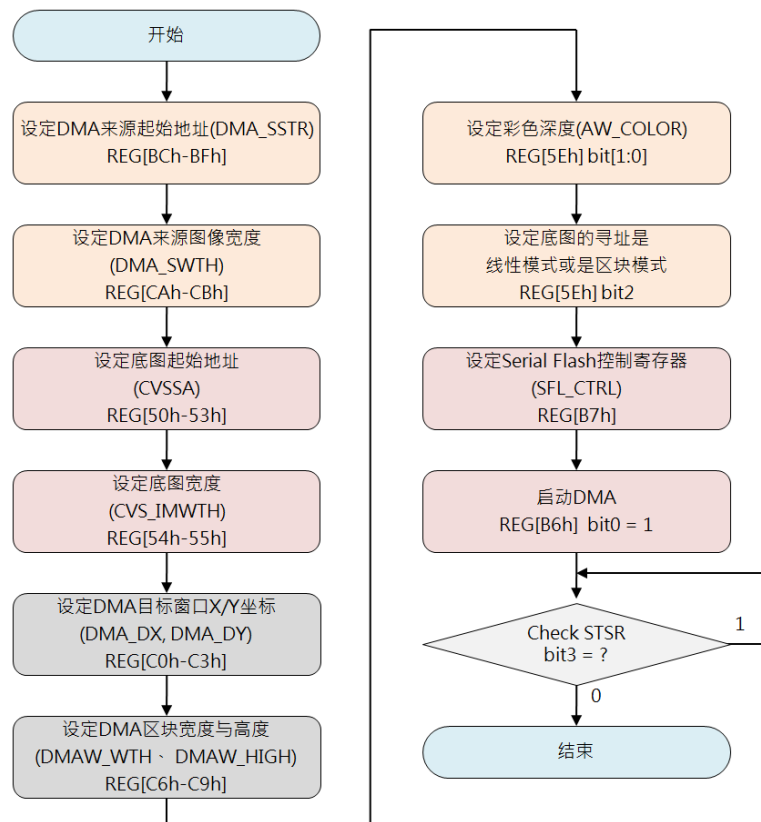 开始
设定DMA来源起始地址(DMA_SSTR)
REG[BCh-BFh]
设定DMA来源图像宽度
(DMA_SWTH)
REG[CAh-CBh]
设定底图起始地址
(CVSSA)
REG[50h-53h]
设定底图宽度
(CVS_IMWTH)
REG[54h-55h]
设定DMA目标窗口X/Y坐标
(DMA_DX, DMA_DY)
REG[C0h-C3h]
设定DMA区块宽度与高度
(DMAW_WTH、DMAW_HIGH)
REG[C6h-C9h]
设定彩色深度(AW_COLOR)
REG[5Eh] bit[1:0]
设定底图的寻址是
线性模式或是区块模式
REG[5Eh] bit2
设定Serial Flash控制寄存器
(SFL_CTRL)
REG[B7h]
启动DMA
REG[B6h] bit0 = 1
Check STSR
bit3 = ?
1
0
结束